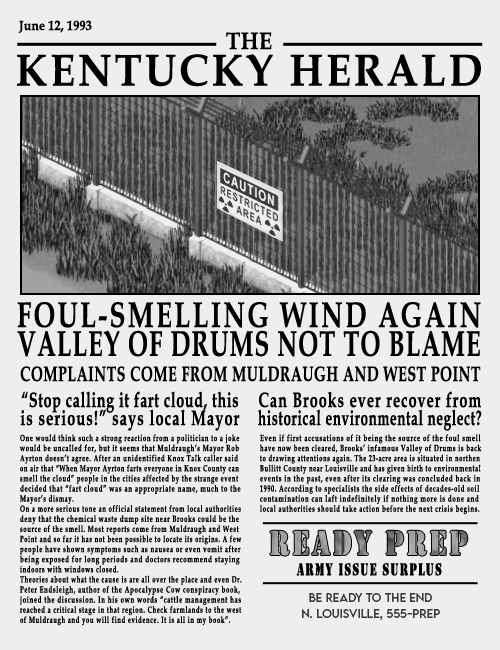 June 12, 1993
THE
KENTUCKY HERALD
CAUTION
RESTRICTED
AREA
FOUL-SMELLING WIND AGAIN
VALLEY OF DRUMS NOT TO BLAME
COMPLAINTS COME FROM MULDRAUGH AND WEST POINT
“Stop calling it fart cloud, this
is serious!” says local Mayor
One would think such a strong reaction from a politician to a joke
would be uncalled for, but it seems that Muldraugh's Mayor Rob
Ayrton doesn't agree. After an unidentified Knox Talk caller said
on air that “When Mayor Ayrton farts everyone in Knox County can
smell the cloud” people in the cities affected by the strange event
decided that “fart cloud” was an appropriate name, much to the
Mayor's dismay.
On a more serious tone an official statement from local authorities
deny that the chemical waste dump site near Brooks could be the
source of the smell. Most reports come from Muldraugh and West
Point and so far it has not been possible to locate its origins. A few
people have shown symptoms such as nausea or even vomit after
being exposed for long periods and doctors recommend staying
indoors with windows closed.
Theories about what the cause is are all over the place and even Dr.
Peter Endsleigh, author of the Apocalypse Cow conspiracy book,
joined the discussion. In his own words “cattle management has
reached a critical stage in that region. Check farmlands to the west
of Muldraugh and you will find evidence. It is all in my book”.
Can Brooks ever recover from
historical environmental neglect?
Even if first accusations of it being the source of the foul smell
have now been cleared, Brooks' infamous Valley of Drums is back
to drawing attentions again. The 23-acre area is situated in northen
Bullitt County near Louisville and has given birth to environmental
events in the past, even after its clearing was concluded back in
1990. According to specialists the side effects of decades-old soil
contamination can last indefinitely if nothing more is done and
local authorities should take action before the next crisis begins.
READY PREP
ARMY ISSUE SURPLUS
BE READY TO THE END
N. LOUISVILLE, 555-PREP